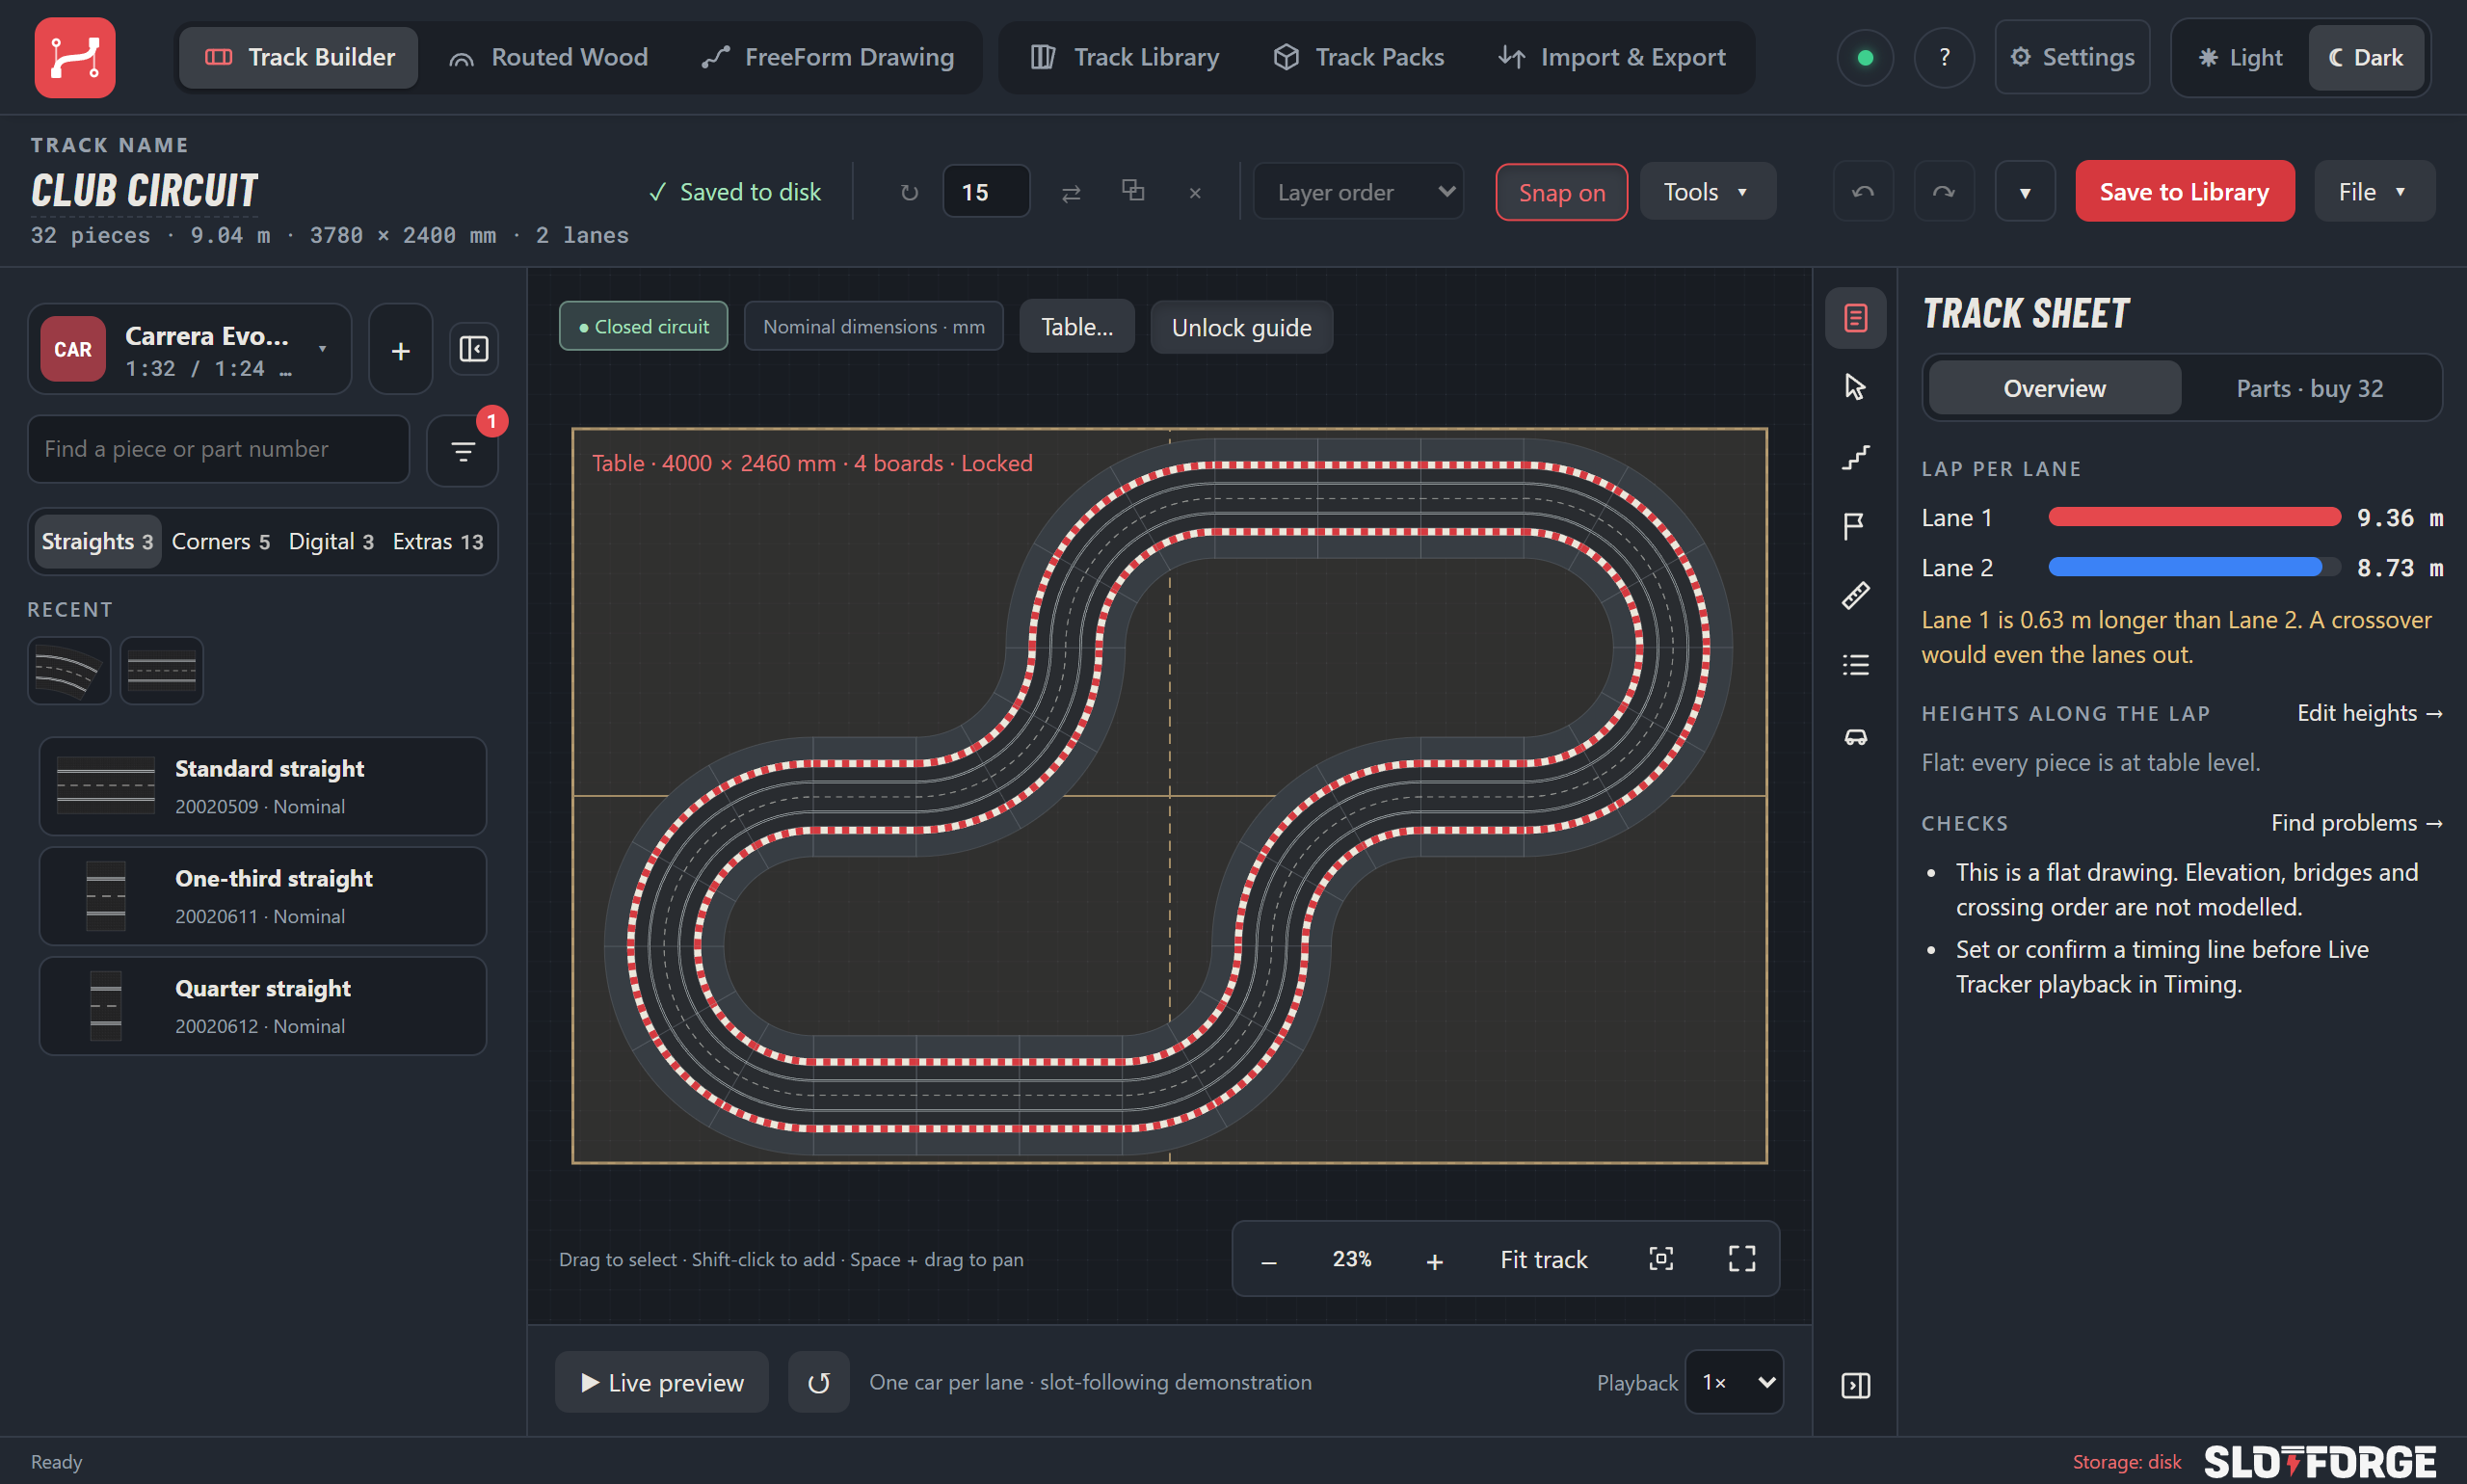 Track Builder
Routed Wood
FreeForm Drawing
Track Library
Track Packs
Import & Export
?
Settings
Light
Dark
TRACK NAME
CLUB CIRCUIT
32 pieces · 9.04 m · 3780 × 2400 mm · 2 lanes
✓ Saved to disk
15
Layer order
Snap on
Tools
Save to Library
File
CAR
Carrera Evo...
1:32 / 1:24 …
+
Find a piece or part number
1
Straights 3
Corners 5
Digital 3
Extras 13
RECENT
Standard straight
20020509 · Nominal
One-third straight
20020611 · Nominal
Quarter straight
20020612 · Nominal
Closed circuit
Nominal dimensions · mm
Table...
Unlock guide
Table · 4000 × 2460 mm · 4 boards · Locked
Drag to select · Shift-click to add · Space + drag to pan
−
23%
+
Fit track
Live preview
One car per lane · slot-following demonstration
Playback
1×
TRACK SHEET
Overview
Parts · buy 32
LAP PER LANE
Lane 1
9.36 m
Lane 2
8.73 m
Lane 1 is 0.63 m longer than Lane 2. A crossover
would even the lanes out.
HEIGHTS ALONG THE LAP
Edit heights →
Flat: every piece is at table level.
CHECKS
Find problems →
• This is a flat drawing. Elevation, bridges and
crossing order are not modelled.
• Set or confirm a timing line before Live
Tracker playback in Timing.
Ready
Storage: disk
SLOTFORGE